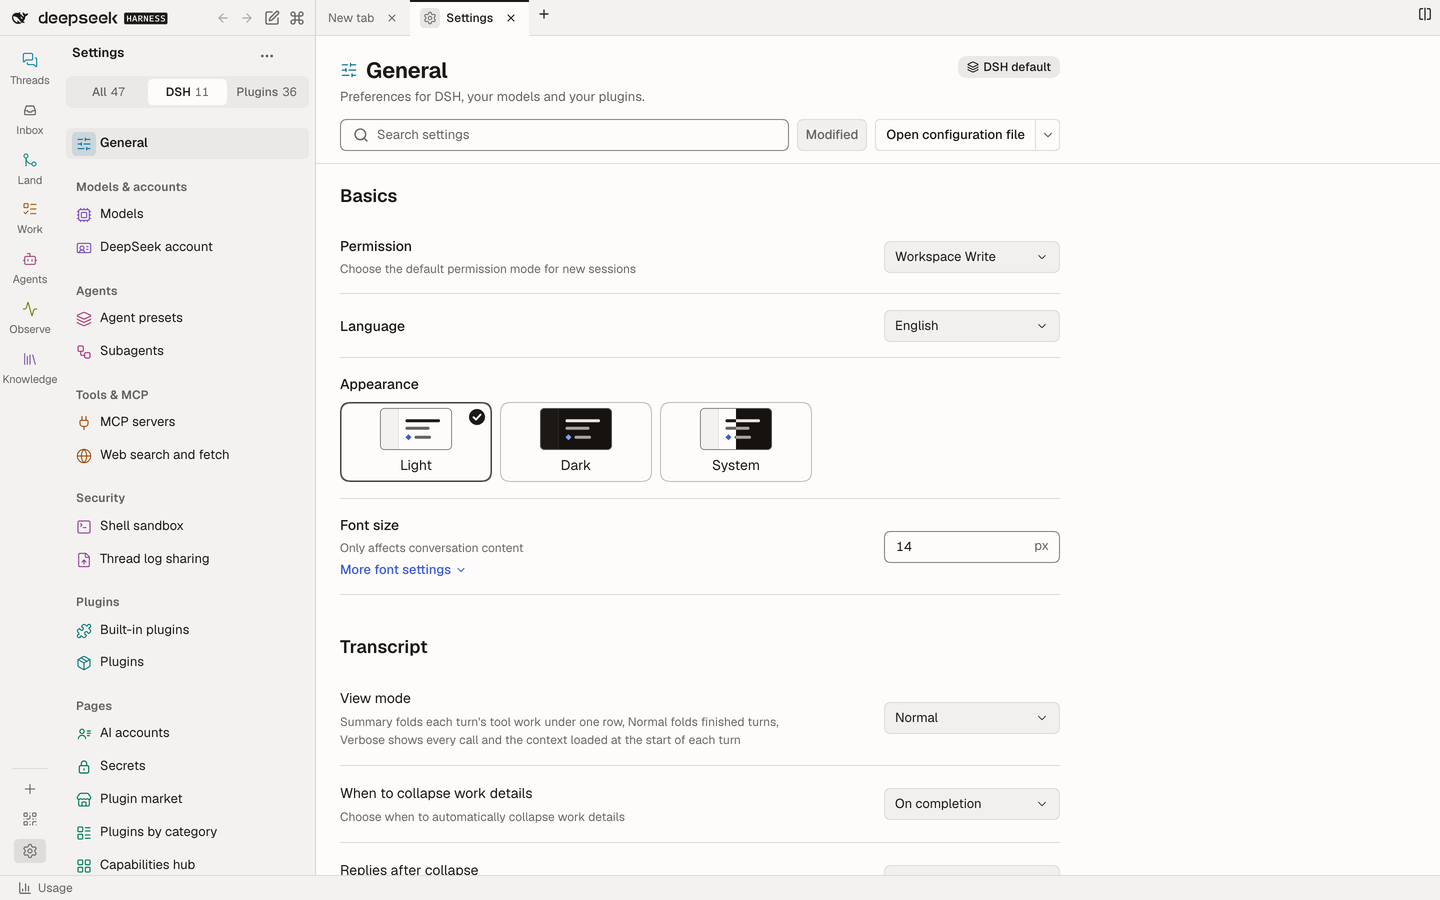 deepseek HARNESS
New tab
Settings
Threads
Inbox
Land
Work
Agents
Observe
Knowledge
Settings
All 47
DSH 11
Plugins 36
General
Models & accounts
Models
DeepSeek account
Agents
Agent presets
Subagents
Tools & MCP
MCP servers
Web search and fetch
Security
Shell sandbox
Thread log sharing
Plugins
Built-in plugins
Plugins
Pages
AI accounts
Secrets
Plugin market
Plugins by category
Capabilities hub
General
DSH default
Preferences for DSH, your models and your plugins.
Search settings
Modified
Open configuration file
Basics
Permission
Choose the default permission mode for new sessions
Workspace Write
Language
English
Appearance
Light
Dark
System
Font size
Only affects conversation content
More font settings
14
px
Transcript
View mode
Summary folds each turn's tool work under one row, Normal folds finished turns,
Verbose shows every call and the context loaded at the start of each turn
Normal
When to collapse work details
Choose when to automatically collapse work details
On completion
Replies after collapse
Usage